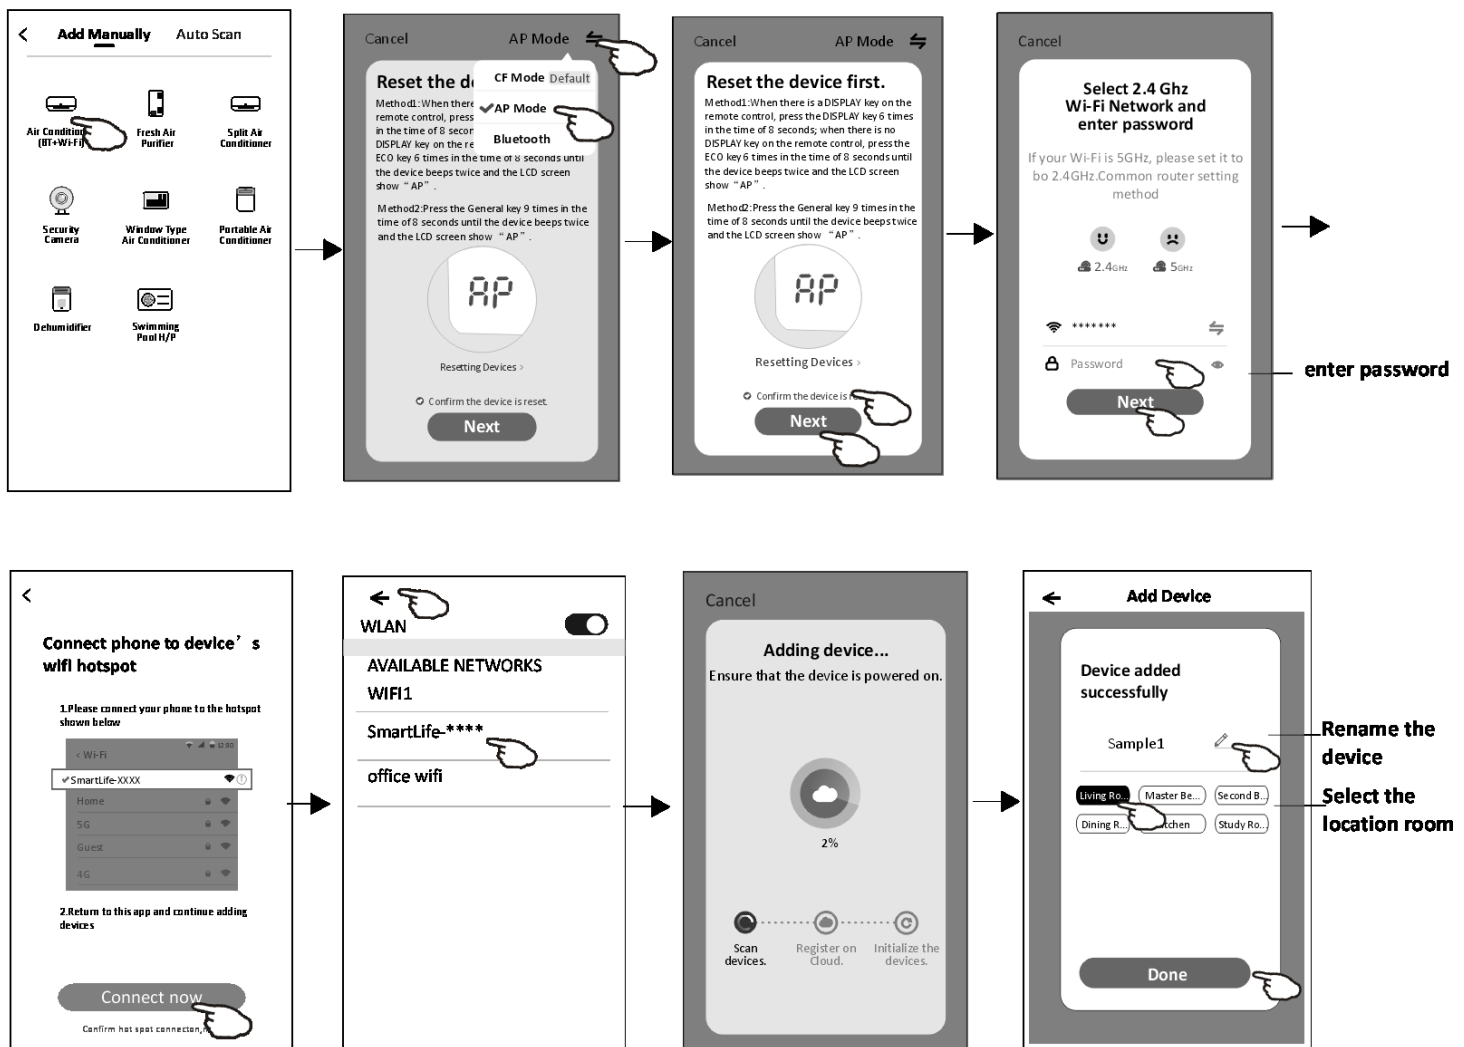 Add Manually Auto Scan
Air Condition
(BT+Wi-Fi)
Fresh Air
Purifier
Split Air
Conditioner
Security
Camera
Window Type
Air Conditioner
Portable Air
Conditioner
Dehumidifier
Swimming
Pool H/P
Cancel AP Mode
Reset the de
CF Mode Default
AP Mode
Bluetooth
Method1:When there
remote control, press
in the time of 8 secon
DISPLAY key on the re
ECO key 6 times in the time of 8 seconds until
the device beeps twice and the LCD screen
show “AP”.
Method2:Press the General key 9 times in the
time of 8 seconds until the device beeps twice
and the LCD screen show “AP”.
AP
Resetting Devices >
Confirm the device is reset.
Next
Cancel AP Mode
Reset the device first.
Method1:When there is a DISPLAY key on the
remote control, press the DISPLAY key 6 times
in the time of 8 seconds; when there is no
DISPLAY key on the remote control, press the
ECO key 6 times in the time of 8 seconds until
the device beeps twice and the LCD screen
show “AP”.
Method2:Press the General key 9 times in the
time of 8 seconds until the device beeps twice
and the LCD screen show “AP”.
AP
Resetting Devices >
Confirm the device is
Next
Cancel
Select 2.4 Ghz
Wi-Fi Network and
enter password
If your Wi-Fi is 5GHz, please set it to
bo 2.4GHz.Common router setting
method
2.4GHz 5GHz
*******
Password
Next
enter password
<
Connect phone to device’s
wifi hotspot
1.Please connect your phone to the hotspot
shown below
12:00
< Wi-Fi
SmartLife-XXXX
Home
5G
Guest
4G
2.Return to this app and continue adding
devices
Connect now
Confirm hot spot connecton,
WLAN
AVAILABLE NETWORKS
WIFI1
SmartLife-****
office wifi
Cancel
Adding device...
Ensure that the device is powered on.
2%
Scan
devices.
Register on
Cloud.
Initialize the
devices.
Add Device
Device added
successfully
Sample1
Living Ro... Master Be... Second B...
Dining R... tchen Study Ro...
Done
Rename the
device
Select the
location room